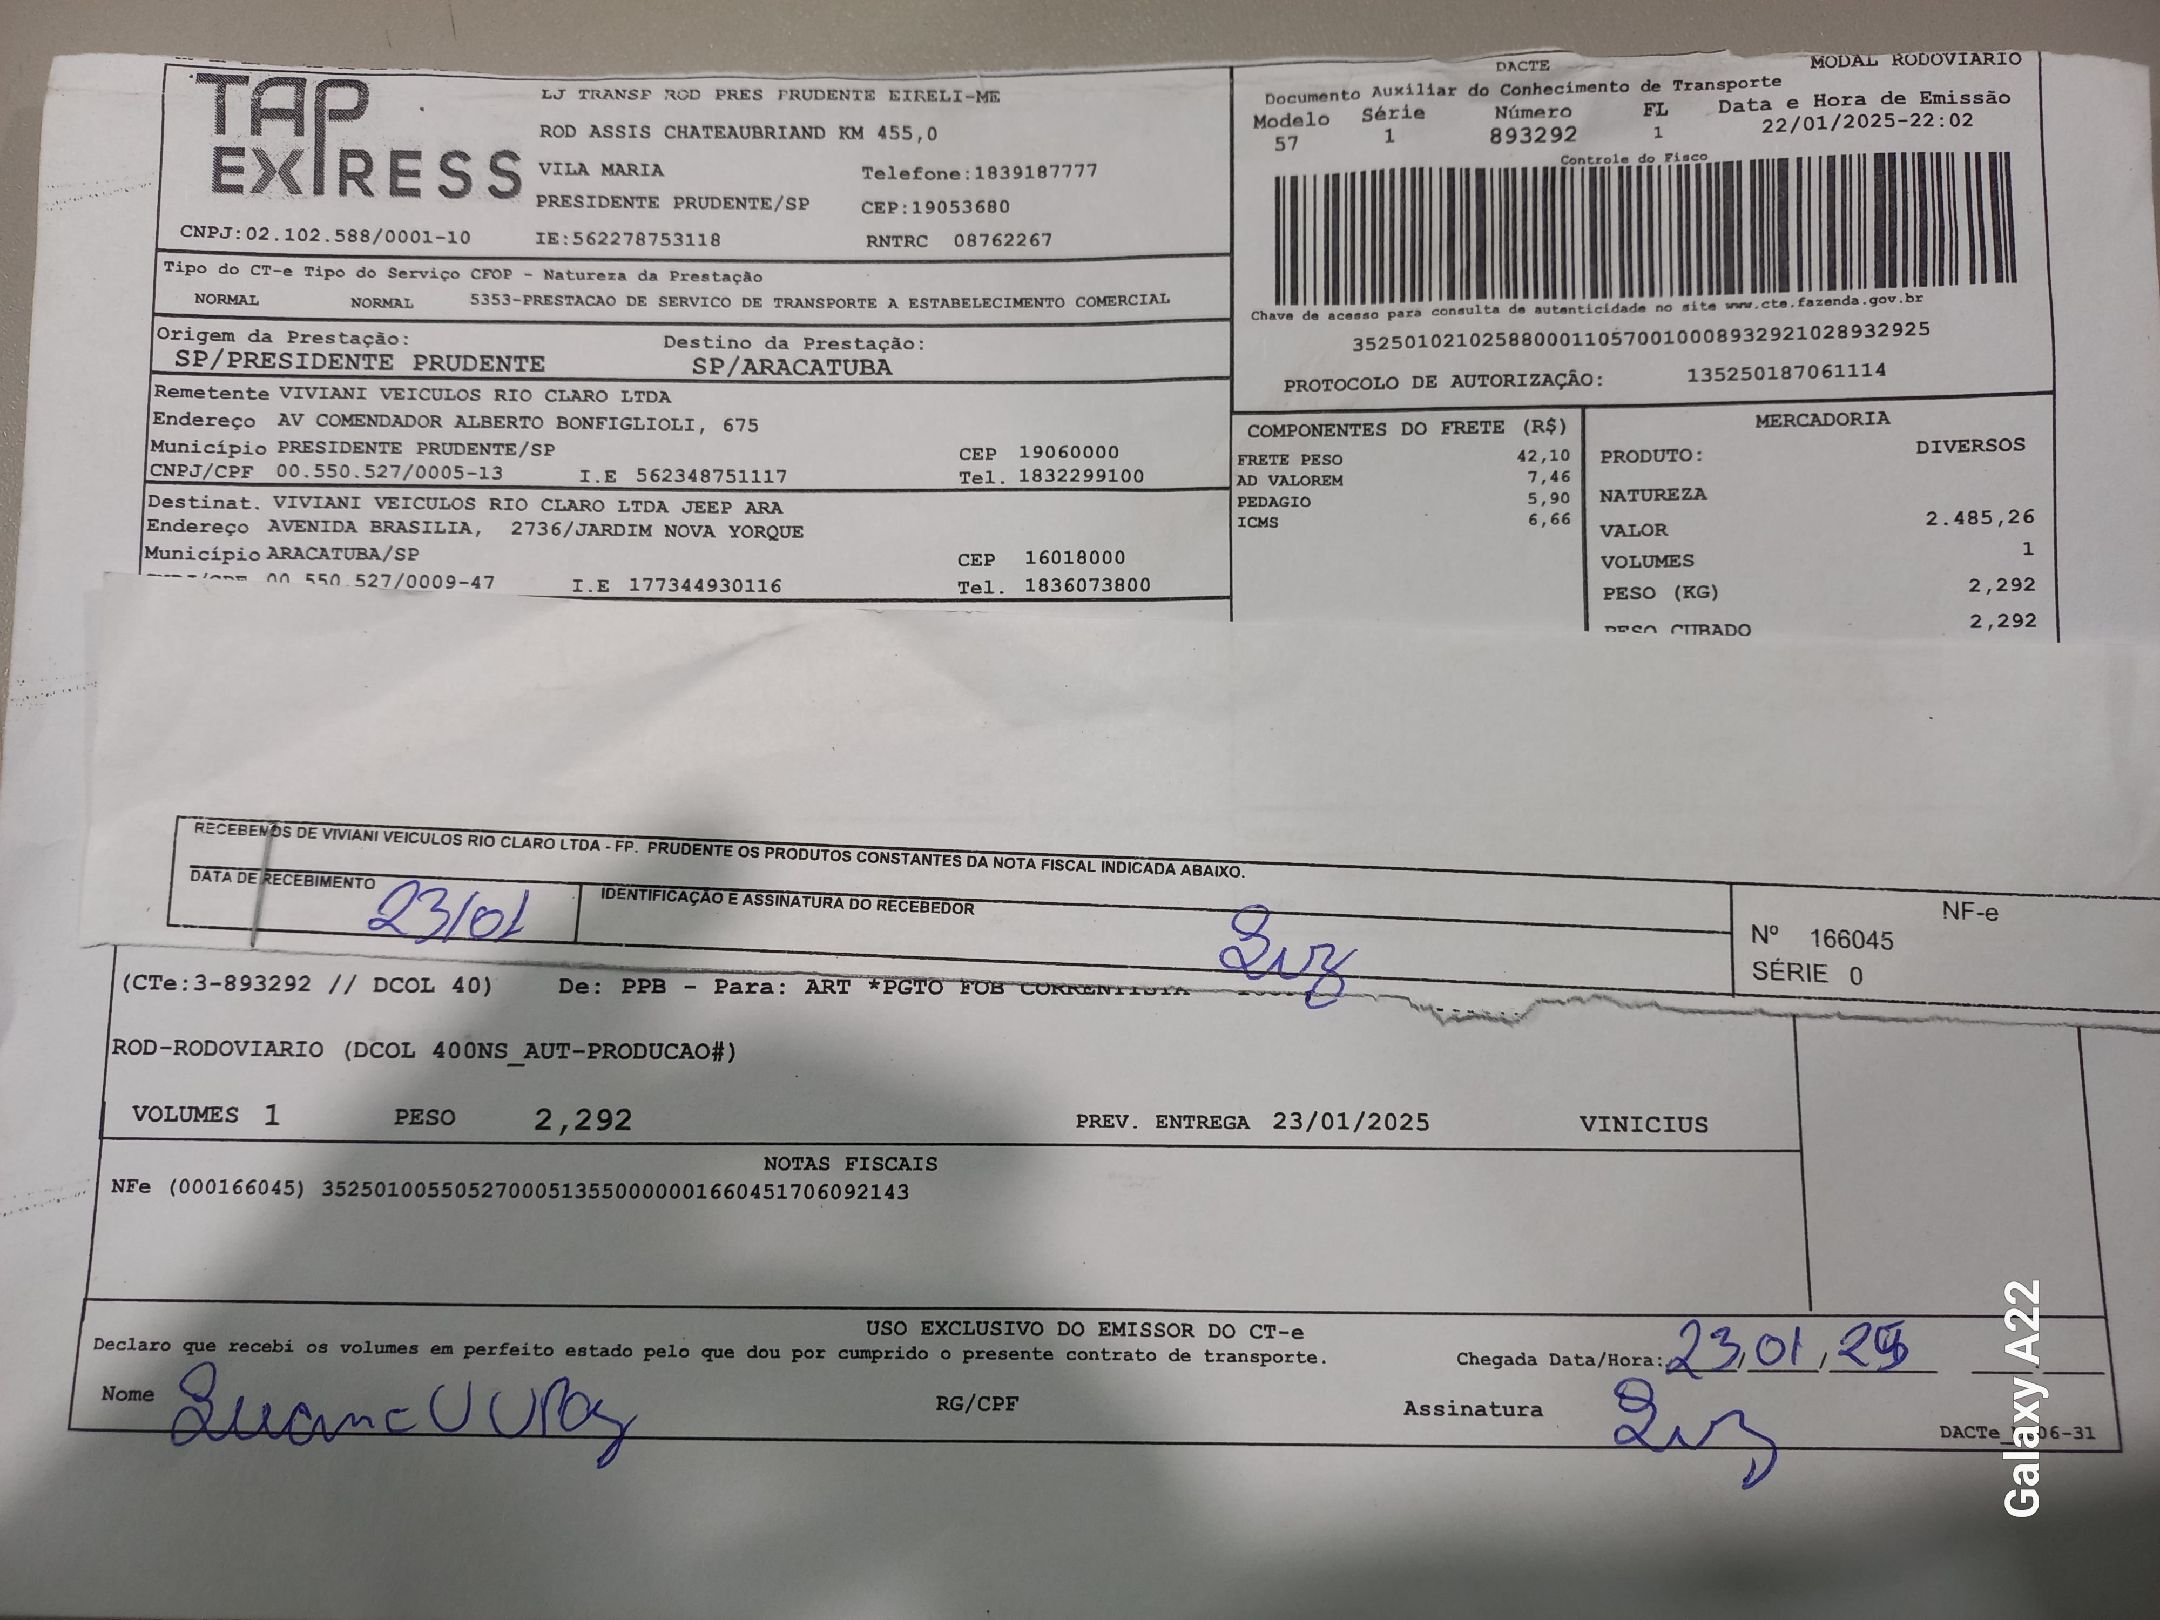 TAP EXPRESS
LJ TRANSP ROD PRES PRUDENTE EIRELI-ME
ROD ASSIS CHATEAUBRIAND KM 455,0
VILA MARIA Telefone:1839187777
PRESIDENTE PRUDENTE/SP CEP:19053680
CNPJ:02.102.588/0001-10 IE:562278753118 RNTRC 08762267
DACTE MODAL RODOVIARIO
Documento Auxiliar do Conhecimento de Transporte
Modelo Série Número FL Data e Hora de Emissão
57 1 893292 1 22/01/2025-22:02
Controle do Fisco
Chave de acesso para consulta de autenticidade no site www.cte.fazenda.gov.br
35250102102588000110570010008932921028932925
PROTOCOLO DE AUTORIZAÇÃO: 135250187061114
Tipo do CT-e Tipo do Serviço CFOP - Natureza da Prestação
NORMAL NORMAL 5353-PRESTACAO DE SERVICO DE TRANSPORTE A ESTABELECIMENTO COMERCIAL
Origem da Prestação: Destino da Prestação:
SP/PRESIDENTE PRUDENTE SP/ARACATUBA
Remetente VIVIANI VEICULOS RIO CLARO LTDA
Endereço AV COMENDADOR ALBERTO BONFIGLIOLI, 675
Município PRESIDENTE PRUDENTE/SP CEP 19060000
CNPJ/CPF 00.550.527/0005-13 I.E 562348751117 Tel. 1832299100
Destinat. VIVIANI VEICULOS RIO CLARO LTDA JEEP ARA
Endereço AVENIDA BRASILIA, 2736/JARDIM NOVA YORQUE
Município ARACATUBA/SP CEP 16018000
00.550.527/0009-47 I.E 177344930116 Tel. 1836073800
COMPONENTES DO FRETE (R$)
FRETE PESO 42,10
AD VALOREM 7,46
PEDAGIO 5,90
ICMS 6,66
MERCADORIA
PRODUTO: DIVERSOS
NATUREZA
VALOR 2.485,26
VOLUMES 1
PESO (KG) 2,292
PESO CUBADO 2,292
RECEBEMOS DE VIVIANI VEICULOS RIO CLARO LTDA - FP. PRUDENTE OS PRODUTOS CONSTANTES DA NOTA FISCAL INDICADA ABAIXO.
DATA DE RECEBIMENTO IDENTIFICAÇÃO E ASSINATURA DO RECEBEDOR
23/01
NF-e
Nº 166045
SÉRIE 0
(CTe:3-893292 // DCOL 40) De: PPB - Para: ART *PGTO FOB CORRENTISTA
ROD-RODOVIARIO (DCOL 400NS_AUT-PRODUCAO#)
VOLUMES 1 PESO 2,292 PREV. ENTREGA 23/01/2025 VINICIUS
NOTAS FISCAIS
NFe (000166045) 35250100550527000513550000001660451706092143
USO EXCLUSIVO DO EMISSOR DO CT-e
Declaro que recebi os volumes em perfeito estado pelo que dou por cumprido o presente contrato de transporte. Chegada Data/Hora: 23,01,25
Nome RG/CPF Assinatura
Galaxy A22